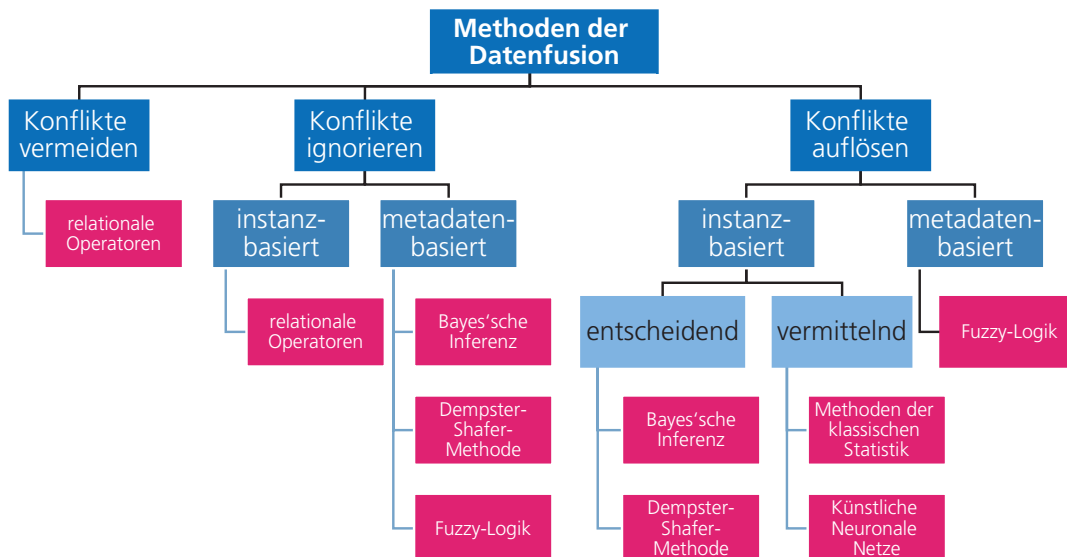 Methoden der
Datenfusion
Konflikte
vermeiden
Konflikte
ignorieren
Konflikte
auflösen
relationale
Operatoren
instanz-
basiert
metadaten-
basiert
instanz-
basiert
metadaten-
basiert
relationale
Operatoren
Bayes'sche
Inferenz
entscheidend
vermittelnd
Fuzzy-Logik
Dempster-
Shafer-
Methode
Bayes'sche
Inferenz
Methoden der
klassischen
Statistik
Fuzzy-Logik
Dempster-
Shafer-
Methode
Künstliche
Neuronale
Netze